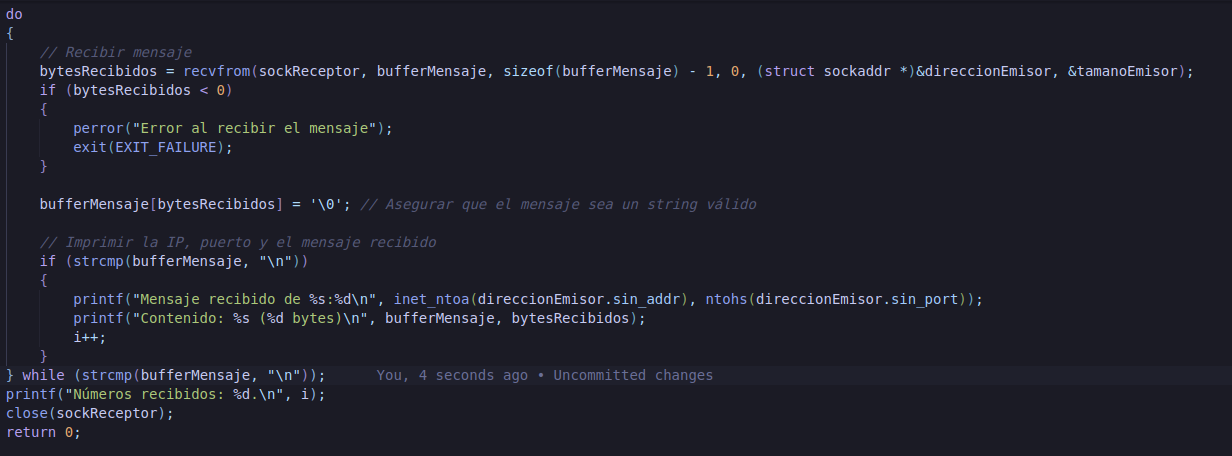 do
{
    // Recibir mensaje
    bytesRecibidos = recvfrom(sockReceptor, bufferMensaje, sizeof(bufferMensaje) - 1, 0, (struct sockaddr *)&direccionEmisor, &tamanoEmisor);
    if (bytesRecibidos < 0)
    {
        perror("Error al recibir el mensaje");
        exit(EXIT_FAILURE);
    }

    bufferMensaje[bytesRecibidos] = '\0'; // Asegurar que el mensaje sea un string válido

    // Imprimir la IP, puerto y el mensaje recibido
    if (strcmp(bufferMensaje, "\n"))
    {
        printf("Mensaje recibido de %s:%d\n", inet_ntoa(direccionEmisor.sin_addr), ntohs(direccionEmisor.sin_port));
        printf("Contenido: %s (%d bytes)\n", bufferMensaje, bytesRecibidos);
        i++;
    }
} while (strcmp(bufferMensaje, "\n"));      You, 4 seconds ago • Uncommitted changes
printf("Números recibidos: %d.\n", i);
close(sockReceptor);
return 0;